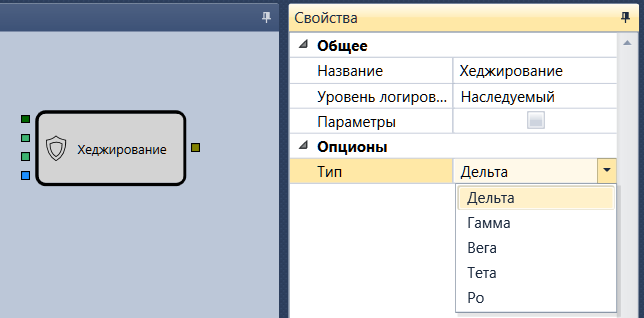 Свойства
Общее
Название Хеджирование
Уровень логиров... Наследуемый
Параметры
Опционы
Тип Дельта
Дельта
Гамма
Вега
Тета
Ро
Хеджирование